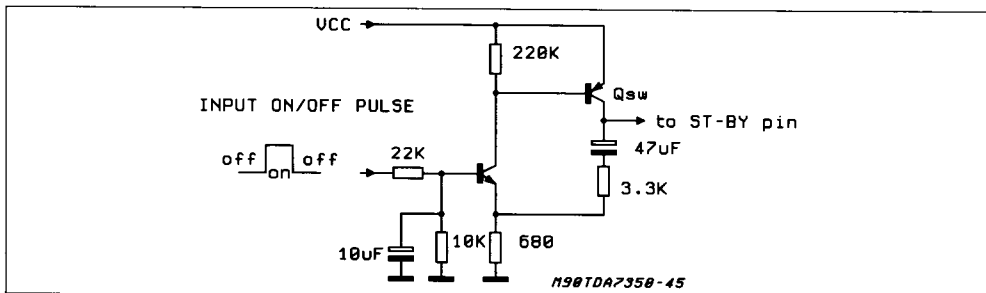 VCC
220K
Qsw
INPUT ON/OFF PULSE
to ST-BY pin
47uF
off on off
22K
3.3K
10uF
10K
680
M90TDA7350-45